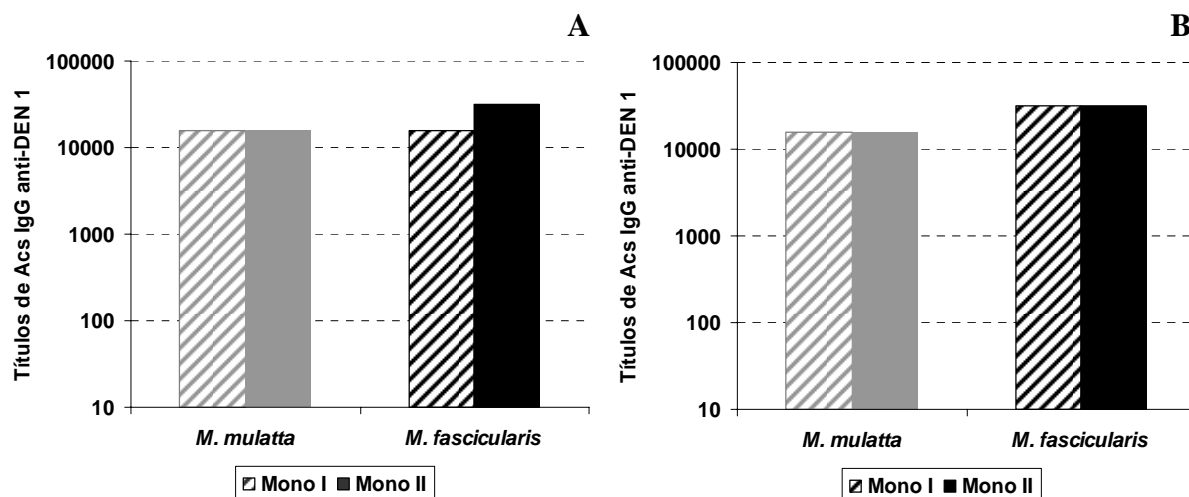 A
Títulos de Acs IgG anti-DEN 1
100000
10000
1000
100
10
M. mulatta
M. fascicularis
Mono I
Mono II
B
Títulos de Acs IgG anti-DEN 1
100000
10000
1000
100
10
M. mulatta
M. fascicularis
Mono I
Mono II